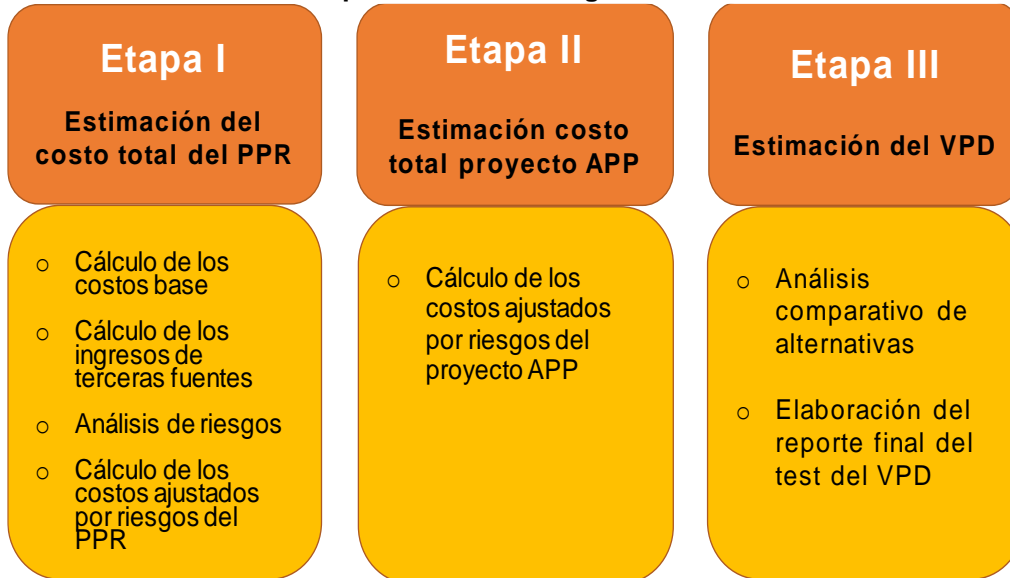 Etapa I
Estimación del
costo total del PPR
o Cálculo de los
costos base
o Cálculo de los
ingresos de
terceras fuentes
o Análisis de riesgos
o Cálculo de los
costos ajustados
por riesgos del
PPR
Etapa II
Estimación costo
total proyecto APP
o Cálculo de los
costos ajustados
por riesgos del
proyecto APP
Etapa III
Estimación del VPD
o Análisis
comparativo de
alternativas
o Elaboración del
reporte final del
test del VPD